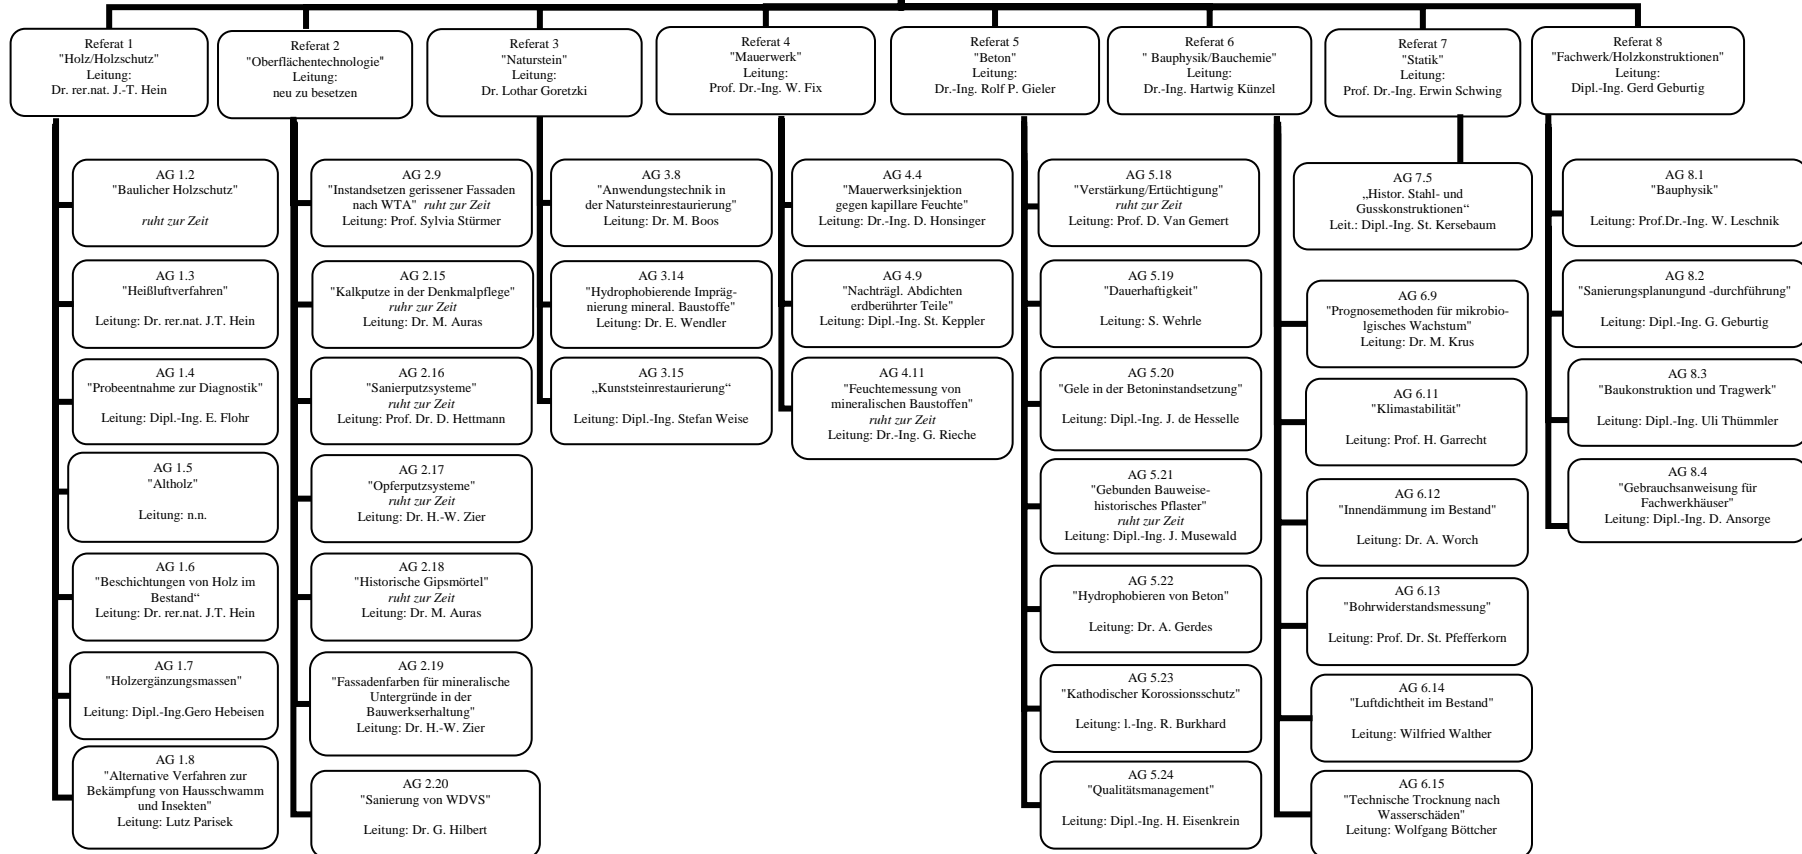 Referat 1
"Holz/Holzschutz"
Leitung:
Dr. rer.nat. J.-T. Hein
Referat 2
"Oberflächentechnologie"
Leitung:
neu zu besetzen
Referat 3
"Naturstein"
Leitung:
Dr. Lothar Goretzki
Referat 4
"Mauerwerk"
Leitung:
Prof. Dr.-Ing. W. Fix
Referat 5
"Beton"
Leitung:
Dr.-Ing. Rolf P. Gieler
Referat 6
" Bauphysik/Bauchemie"
Leitung:
Dr.-Ing. Hartwig Künzel
Referat 7
"Statik"
Leitung:
Prof. Dr.-Ing. Erwin Schwing
Referat 8
"Fachwerk/Holzkonstruktionen"
Leitung:
Dipl.-Ing. Gerd Geburtig
AG 1.2
"Baulicher Holzschutz"
ruht zur Zeit
AG 1.3
"Heißluftverfahren"
Leitung: Dr. rer.nat. J.T. Hein
AG 1.4
"Probeentnahme zur Diagnostik"
Leitung: Dipl.-Ing. E. Flohr
AG 1.5
"Altholz"
Leitung: n.n.
AG 1.6
"Beschichtungen von Holz im
Bestand“
Leitung: Dr. rer.nat. J.T. Hein
AG 1.7
"Holzergänzungsmassen"
Leitung: Dipl.-Ing.Gero Hebeisen
AG 1.8
"Alternative Verfahren zur
Bekämpfung von Hausschwamm
und Insekten"
Leitung: Lutz Parisek
AG 2.9
"Instandsetzen gerissener Fassaden
nach WTA" ruht zur Zeit
Leitung: Prof. Sylvia Stürmer
AG 2.15
"Kalkputze in der Denkmalpflege"
ruhr zur Zeit
Leitung: Dr. M. Auras
AG 2.16
"Sanierputzsysteme"
ruht zur Zeit
Leitung: Prof. Dr. D. Hettmann
AG 2.17
"Opferputzsysteme"
ruht zur Zeit
Leitung: Dr. H.-W. Zier
AG 2.18
"Historische Gipsmörtel"
ruht zur Zeit
Leitung: Dr. M. Auras
AG 2.19
"Fassadenfarben für mineralische
Untergründe in der
Bauwerkserhaltung"
Leitung: Dr. H.-W. Zier
AG 2.20
"Sanierung von WDVS"
Leitung: Dr. G. Hilbert
AG 3.8
"Anwendungstechnik in
der Natursteinrestaurierung"
Leitung: Dr. M. Boos
AG 3.14
"Hydrophobierende Impräg-
nierung mineral. Baustoffe"
Leitung: Dr. E. Wendler
AG 3.15
„Kunststeinrestaurierung“
Leitung: Dipl.-Ing. Stefan Weise
AG 4.4
"Mauerwerksinjektion
gegen kapillare Feuchte"
Leitung: Dr.-Ing. D. Honsinger
AG 4.9
"Nachträgl. Abdichten
erdberührter Teile"
Leitung: Dipl.-Ing. St. Keppler
AG 4.11
"Feuchtemessung von
mineralischen Baustoffen"
ruht zur Zeit
Leitung: Dr.-Ing. G. Rieche
AG 5.18
"Verstärkung/Ertüchtigung"
ruht zur Zeit
Leitung: Prof. D. Van Gemert
AG 5.19
"Dauerhaftigkeit"
Leitung: S. Wehrle
AG 5.20
"Gele in der Betoninstandsetzung"
Leitung: Dipl.-Ing. J. de Hesselle
AG 5.21
"Gebunden Bauweise-
historisches Pflaster"
ruht zur Zeit
Leitung: Dipl.-Ing. J. Musewald
AG 5.22
"Hydrophobieren von Beton"
Leitung: Dr. A. Gerdes
AG 5.23
"Kathodischer Korossionsschutz"
Leitung: l.-Ing. R. Burkhard
AG 5.24
"Qualitätsmanagement"
Leitung: Dipl.-Ing. H. Eisenkrein
AG 7.5
„Histor. Stahl- und
Gusskonstruktionen“
Leit.: Dipl.-Ing. St. Kersebaum
AG 6.9
"Prognosemethoden für mikrobio-
lgisches Wachstum"
Leitung: Dr. M. Krus
AG 6.11
"Klimastabilität"
Leitung: Prof. H. Garrecht
AG 6.12
"Innendämmung im Bestand"
Leitung: Dr. A. Worch
AG 6.13
"Bohrwiderstandsmessung"
Leitung: Prof. Dr. St. Pfefferkorn
AG 6.14
"Luftdichtheit im Bestand"
Leitung: Wilfried Walther
AG 6.15
"Technische Trocknung nach
Wasserschäden"
Leitung: Wolfgang Böttcher
AG 8.1
"Bauphysik"
Leitung: Prof.Dr.-Ing. W. Leschnik
AG 8.2
"Sanierungsplanungund -durchführung"
Leitung: Dipl.-Ing. G. Geburtig
AG 8.3
"Baukonstruktion und Tragwerk"
Leitung: Dipl.-Ing. Uli Thümmler
AG 8.4
"Gebrauchsanweisung für
Fachwerkhäuser"
Leitung: Dipl.-Ing. D. Ansorge